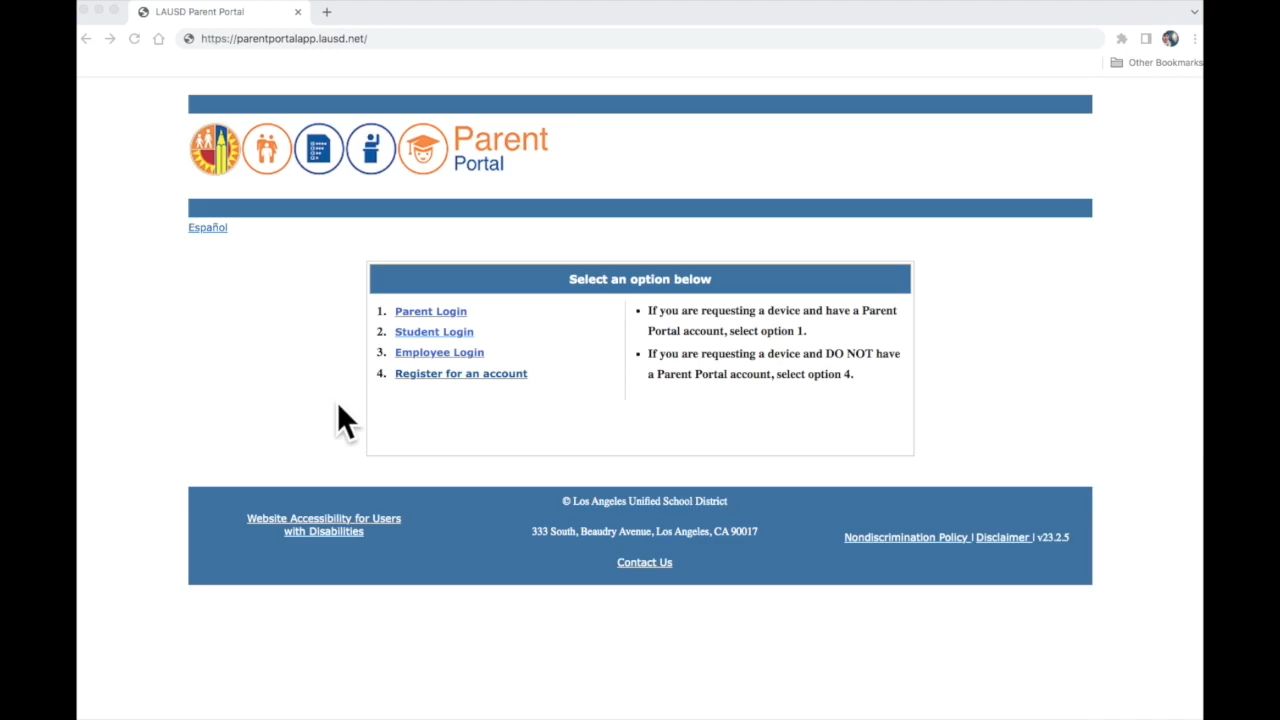 LAUSD Parent Portal
https://parentportalapp.lausd.net/
Other Bookmarks
Parent
Portal
Español
Select an option below
1. Parent Login
2. Student Login
3. Employee Login
4. Register for an account
• If you are requesting a device and have a Parent
Portal account, select option 1.
• If you are requesting a device and DO NOT have
a Parent Portal account, select option 4.
Website Accessibility for Users
with Disabilities
© Los Angeles Unified School District
333 South, Beaudry Avenue, Los Angeles, CA 90017
Contact Us
Nondiscrimination Policy | Disclaimer | v23.2.5